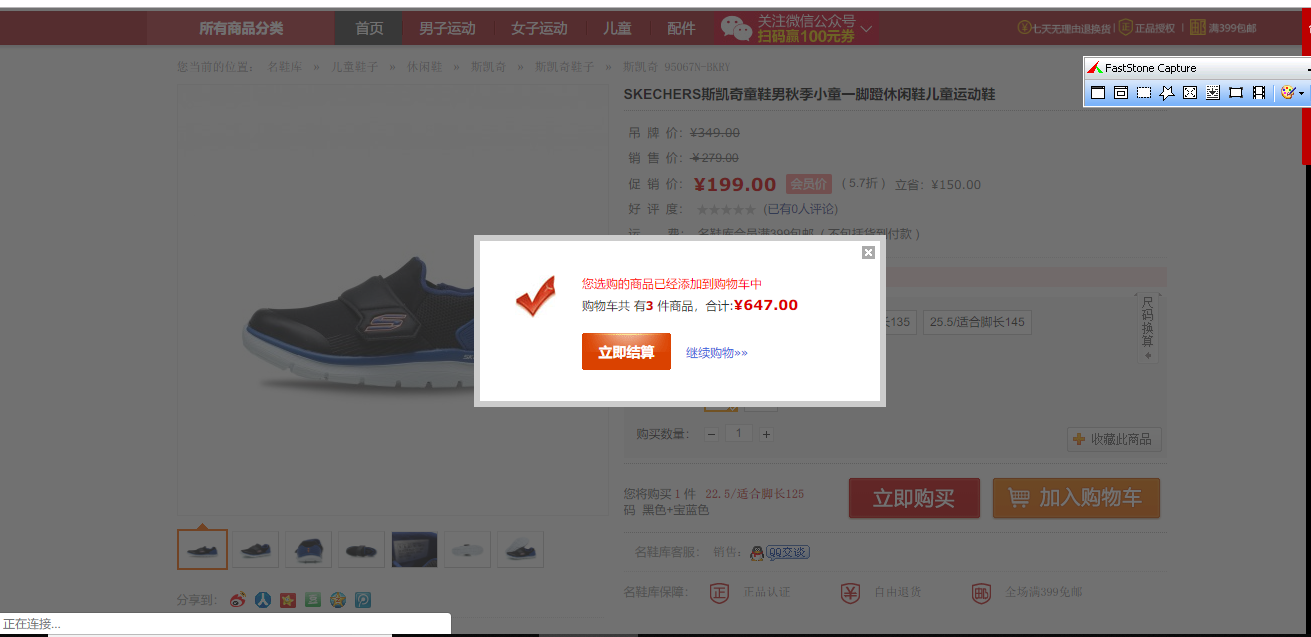 所有商品分类 首页 男子运动 女子运动 儿童 配件 关注微信公众号 扫码赢100元券 七天无理由退换货 | 正 正品授权 | 邮 满399包邮
您当前的位置: 名鞋库 » 儿童鞋子 » 休闲鞋 » 斯凯奇 » 斯凯奇鞋子 » 斯凯奇 95067N-BKRY
FastStone Capture
SKECHERS斯凯奇童鞋男秋季小童一脚蹬休闲鞋儿童运动鞋
吊 牌 价: ¥349.00
销 售 价: ¥279.00
促 销 价: ¥199.00 会员价 ( 5.7折 ) 立省: ¥150.00
好 评 度: ★★★★★ (已有0人评论)
运 费: 名鞋库会员满399包邮 ( 不包括货到付款 )
您选购的商品已经添加到购物车中
购物车共 有3 件商品, 合计:¥647.00
立即结算 继续购物»»
长135 25.5/适合脚长145
尺码换算
购买数量: − 1 +
收藏此商品
您将购买 1 件 22.5/适合脚长125
码 黑色+宝蓝色
立即购买 加入购物车
名鞋库客服: 销售: QQ交谈
名鞋库保障: 正 正品认证 ¥ 自由退货 邮 全场满399免邮
分享到:
正在连接...